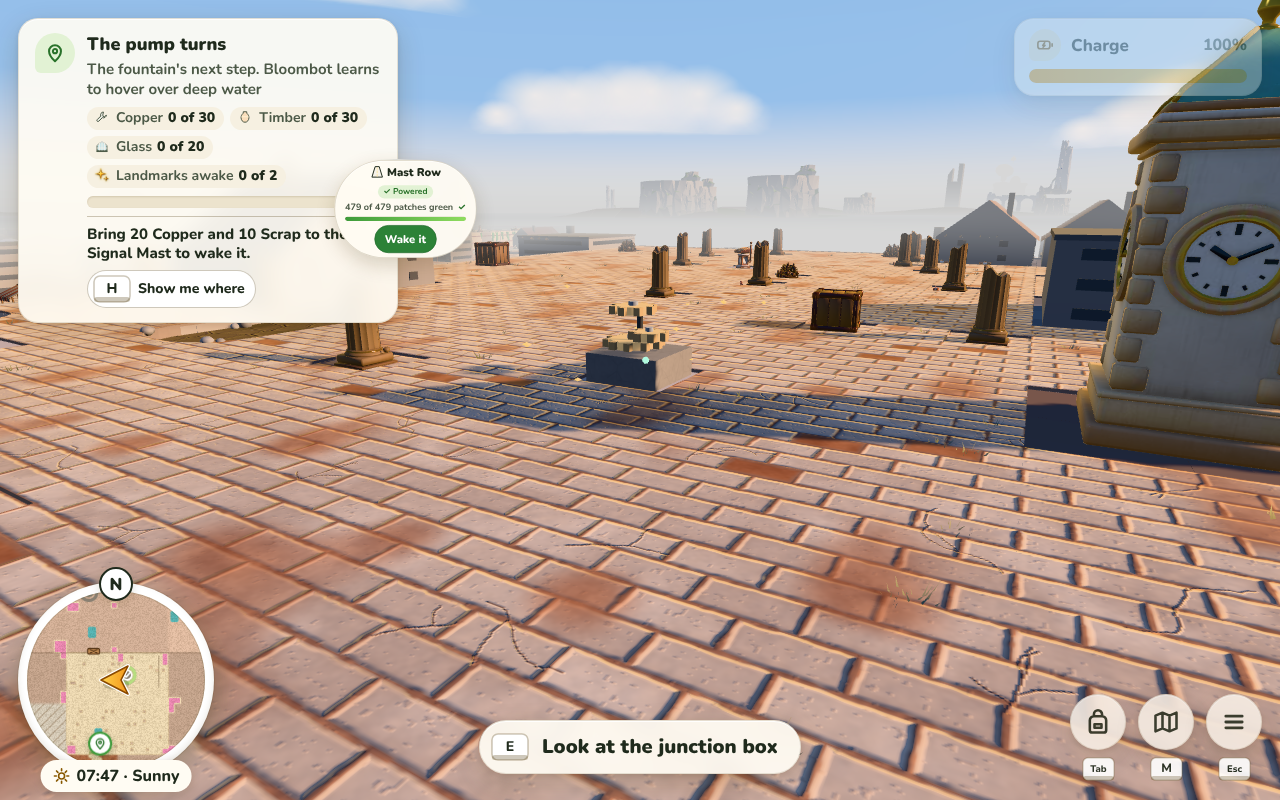 The pump turns
The fountain's next step. Bloombot learns
to hover over deep water
Copper 0 of 30
Timber 0 of 30
Glass 0 of 20
Landmarks awake 0 of 2
Bring 20 Copper and 10 Scrap to the
Signal Mast to wake it.
H Show me where
Mast Row
Powered
479 of 479 patches green
Wake it
Charge 100%
N
07:47 · Sunny
E Look at the junction box
Tab
M
Esc